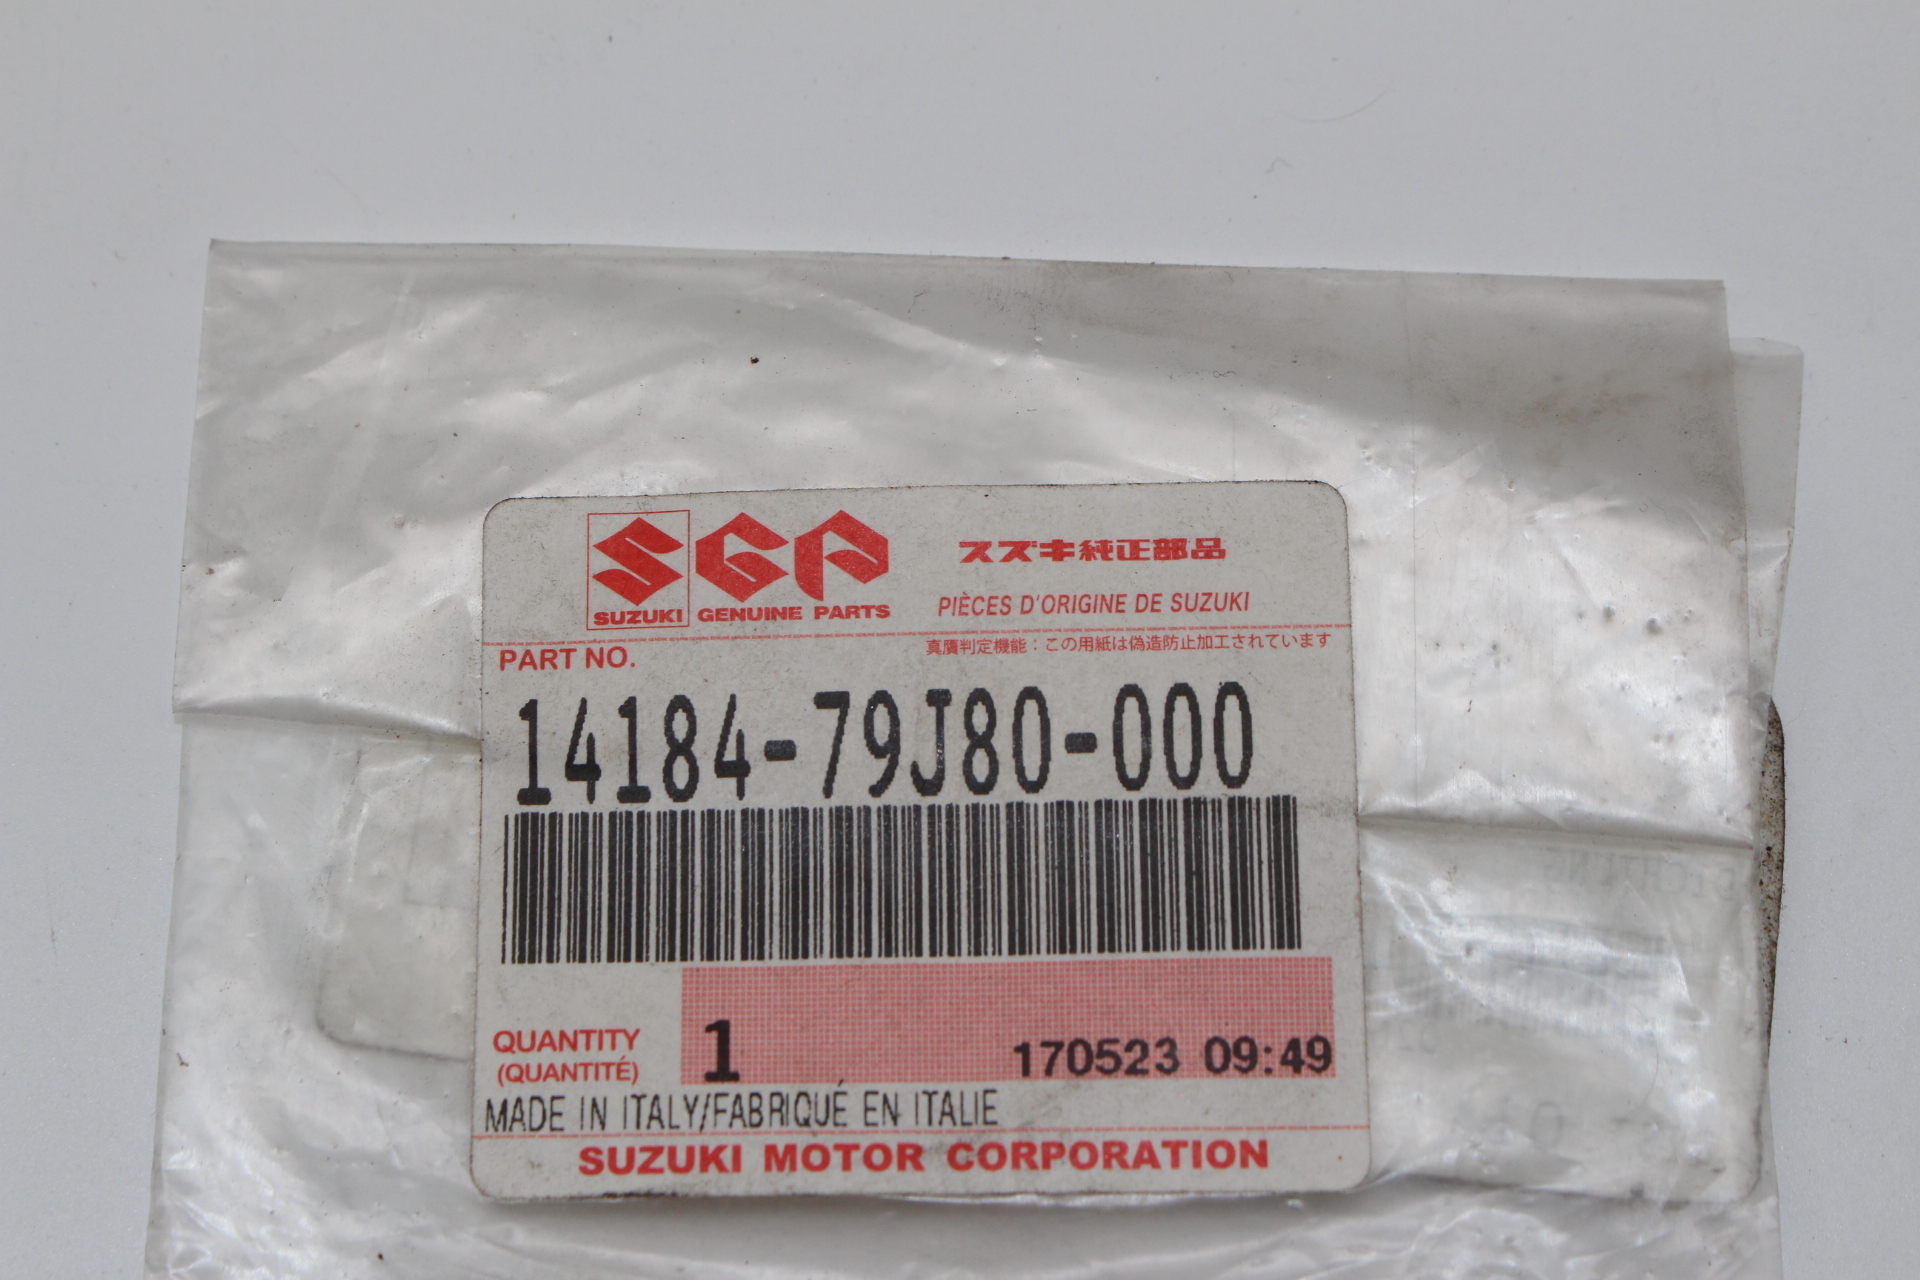 SGP
スズキ純正部品
SUZUKI GENUINE PARTS
PIÈCES D'ORIGINE DE SUZUKI
PART NO.
真贋判定機能：この用紙は偽造防止加工されています
14184-79J80-000
QUANTITY
(QUANTITÉ)
1
170523 09:49
MADE IN ITALY/FABRIQUÉ EN ITALIE
SUZUKI MOTOR CORPORATION